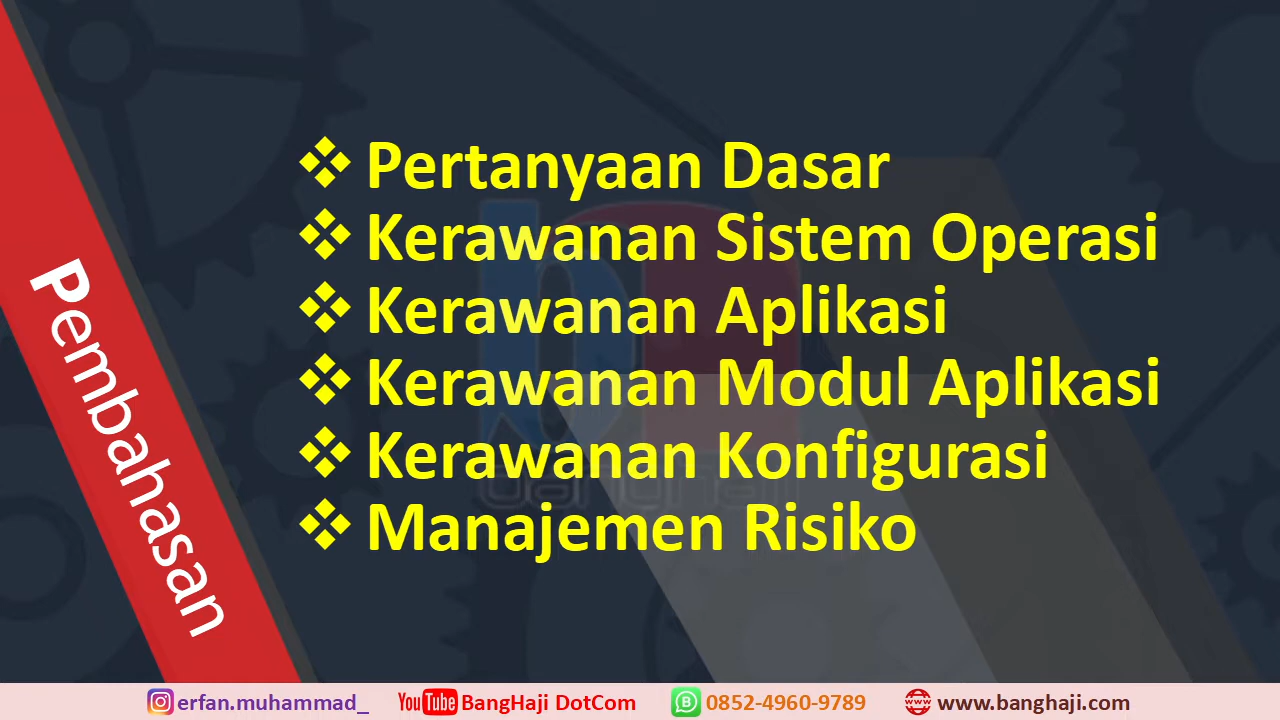 Pembahasan
❖ Pertanyaan Dasar
❖ Kerawanan Sistem Operasi
❖ Kerawanan Aplikasi
❖ Kerawanan Modul Aplikasi
❖ Kerawanan Konfigurasi
❖ Manajemen Risiko
banghaji
erfan.muhammad_ YouTube BangHaji DotCom 0852-4960-9789 www.banghaji.com